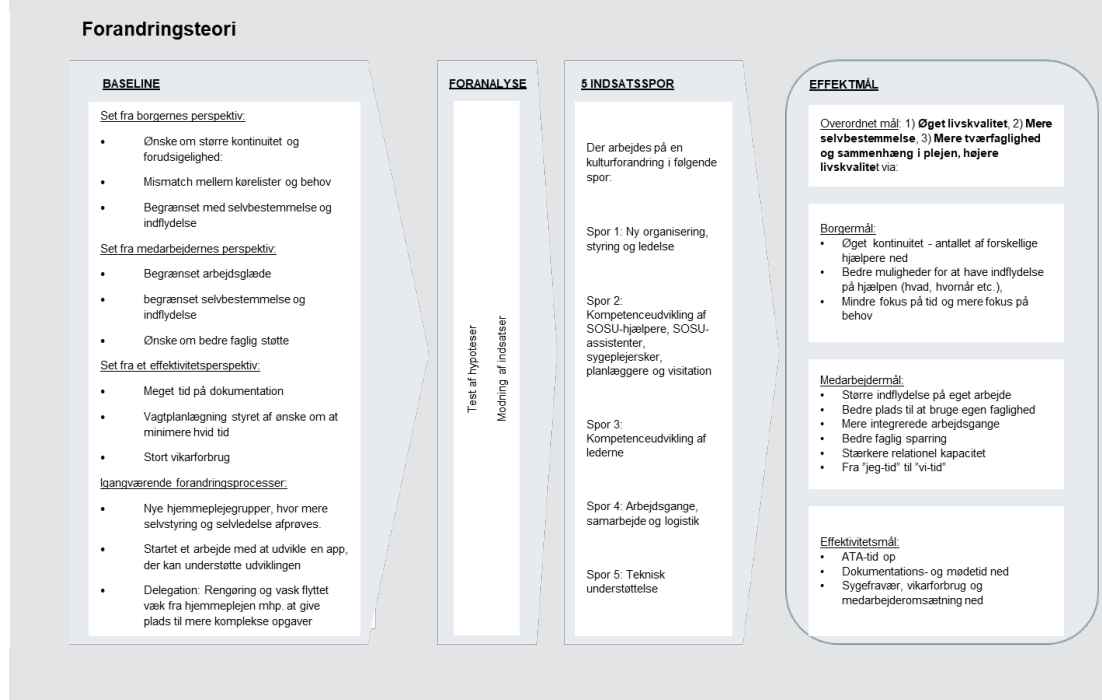 Forandringsteori
BASELINE
Set fra borgernes perspektiv:
• Ønske om større kontinuitet og
forudsigelighed:
• Mismatch mellem kørelister og behov
• Begrænset med selvbestemmelse og
indflydelse
Set fra medarbejdernes perspektiv:
• Begrænset arbejdsglæde
• begrænset selvbestemmelse og
indflydelse
• Ønske om bedre faglig støtte
Set fra et effektivitetsperspektiv:
• Meget tid på dokumentation
• Vagtplanlægning styret af ønske om at
minimere hvid tid
• Stort vikarforbrug
Igangværende forandringsprocesser:
• Nye hjemmeplejegrupper, hvor mere
selvstyring og selvledelse afprøves.
• Startet et arbejde med at udvikle en app,
der kan understøtte udviklingen
• Delegation: Rengøring og vask flyttet
væk fra hjemmeplejen mhp. at give
plads til mere komplekse opgaver
FORANALYSE
Test af hypoteser
Modning af indsatser
5 INDSATSSPOR
Der arbejdes på en
kulturforandring i følgende
spor:
Spor 1: Ny organisering,
styring og ledelse
Spor 2:
Kompetenceudvikling af
SOSU-hjælpere, SOSU-
assistenter,
sygeplejersker,
planlæggere og visitation
Spor 3:
Kompetenceudvikling af
lederne
Spor 4: Arbejdsgange,
samarbejde og logistik
Spor 5: Teknisk
understøttelse
EFFEKTMÅL
Overordnet mål: 1) Øget livskvalitet, 2) Mere
selvbestemmelse, 3) Mere tværfaglighed
og sammenhæng i plejen, højere
livskvalitet via:
Borgermål:
• Øget kontinuitet - antallet af forskellige
hjælpere ned
• Bedre muligheder for at have indflydelse
på hjælpen (hvad, hvornår etc.),
• Mindre fokus på tid og mere fokus på
behov
Medarbejdermål:
• Større indflydelse på eget arbejde
• Bedre plads til at bruge egen faglighed
• Mere integrerede arbejdsgange
• Bedre faglig sparring
• Stærkere relationel kapacitet
• Fra ”jeg-tid” til ”vi-tid”
Effektivitetsmål:
• ATA-tid op
• Dokumentations- og mødetid ned
• Sygefravær, vikarforbrug og
medarbejderomsætning ned